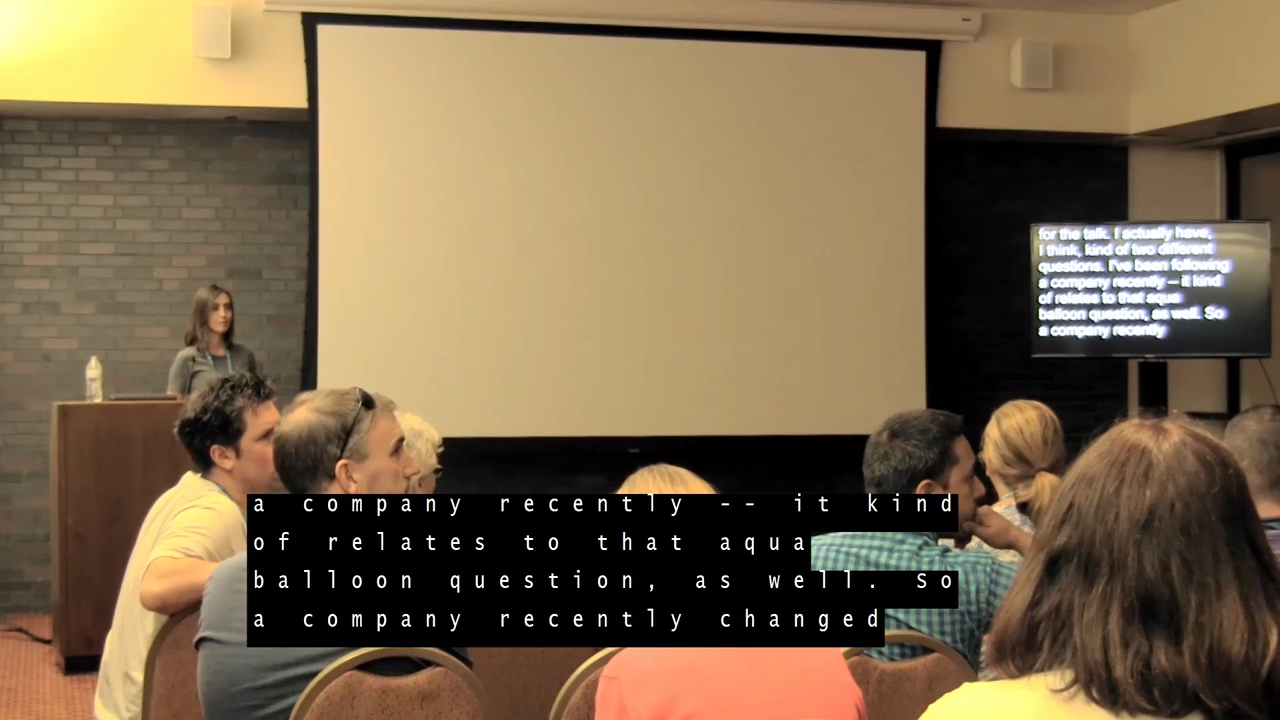 for the talk. I actually have,
I think, kind of two different
questions. I've been following
a company recently -- it kind
of relates to that aqua
balloon question, as well. So
a company recently
a company recently -- it kind
of relates to that aqua
balloon question, as well. So
a company recently changed